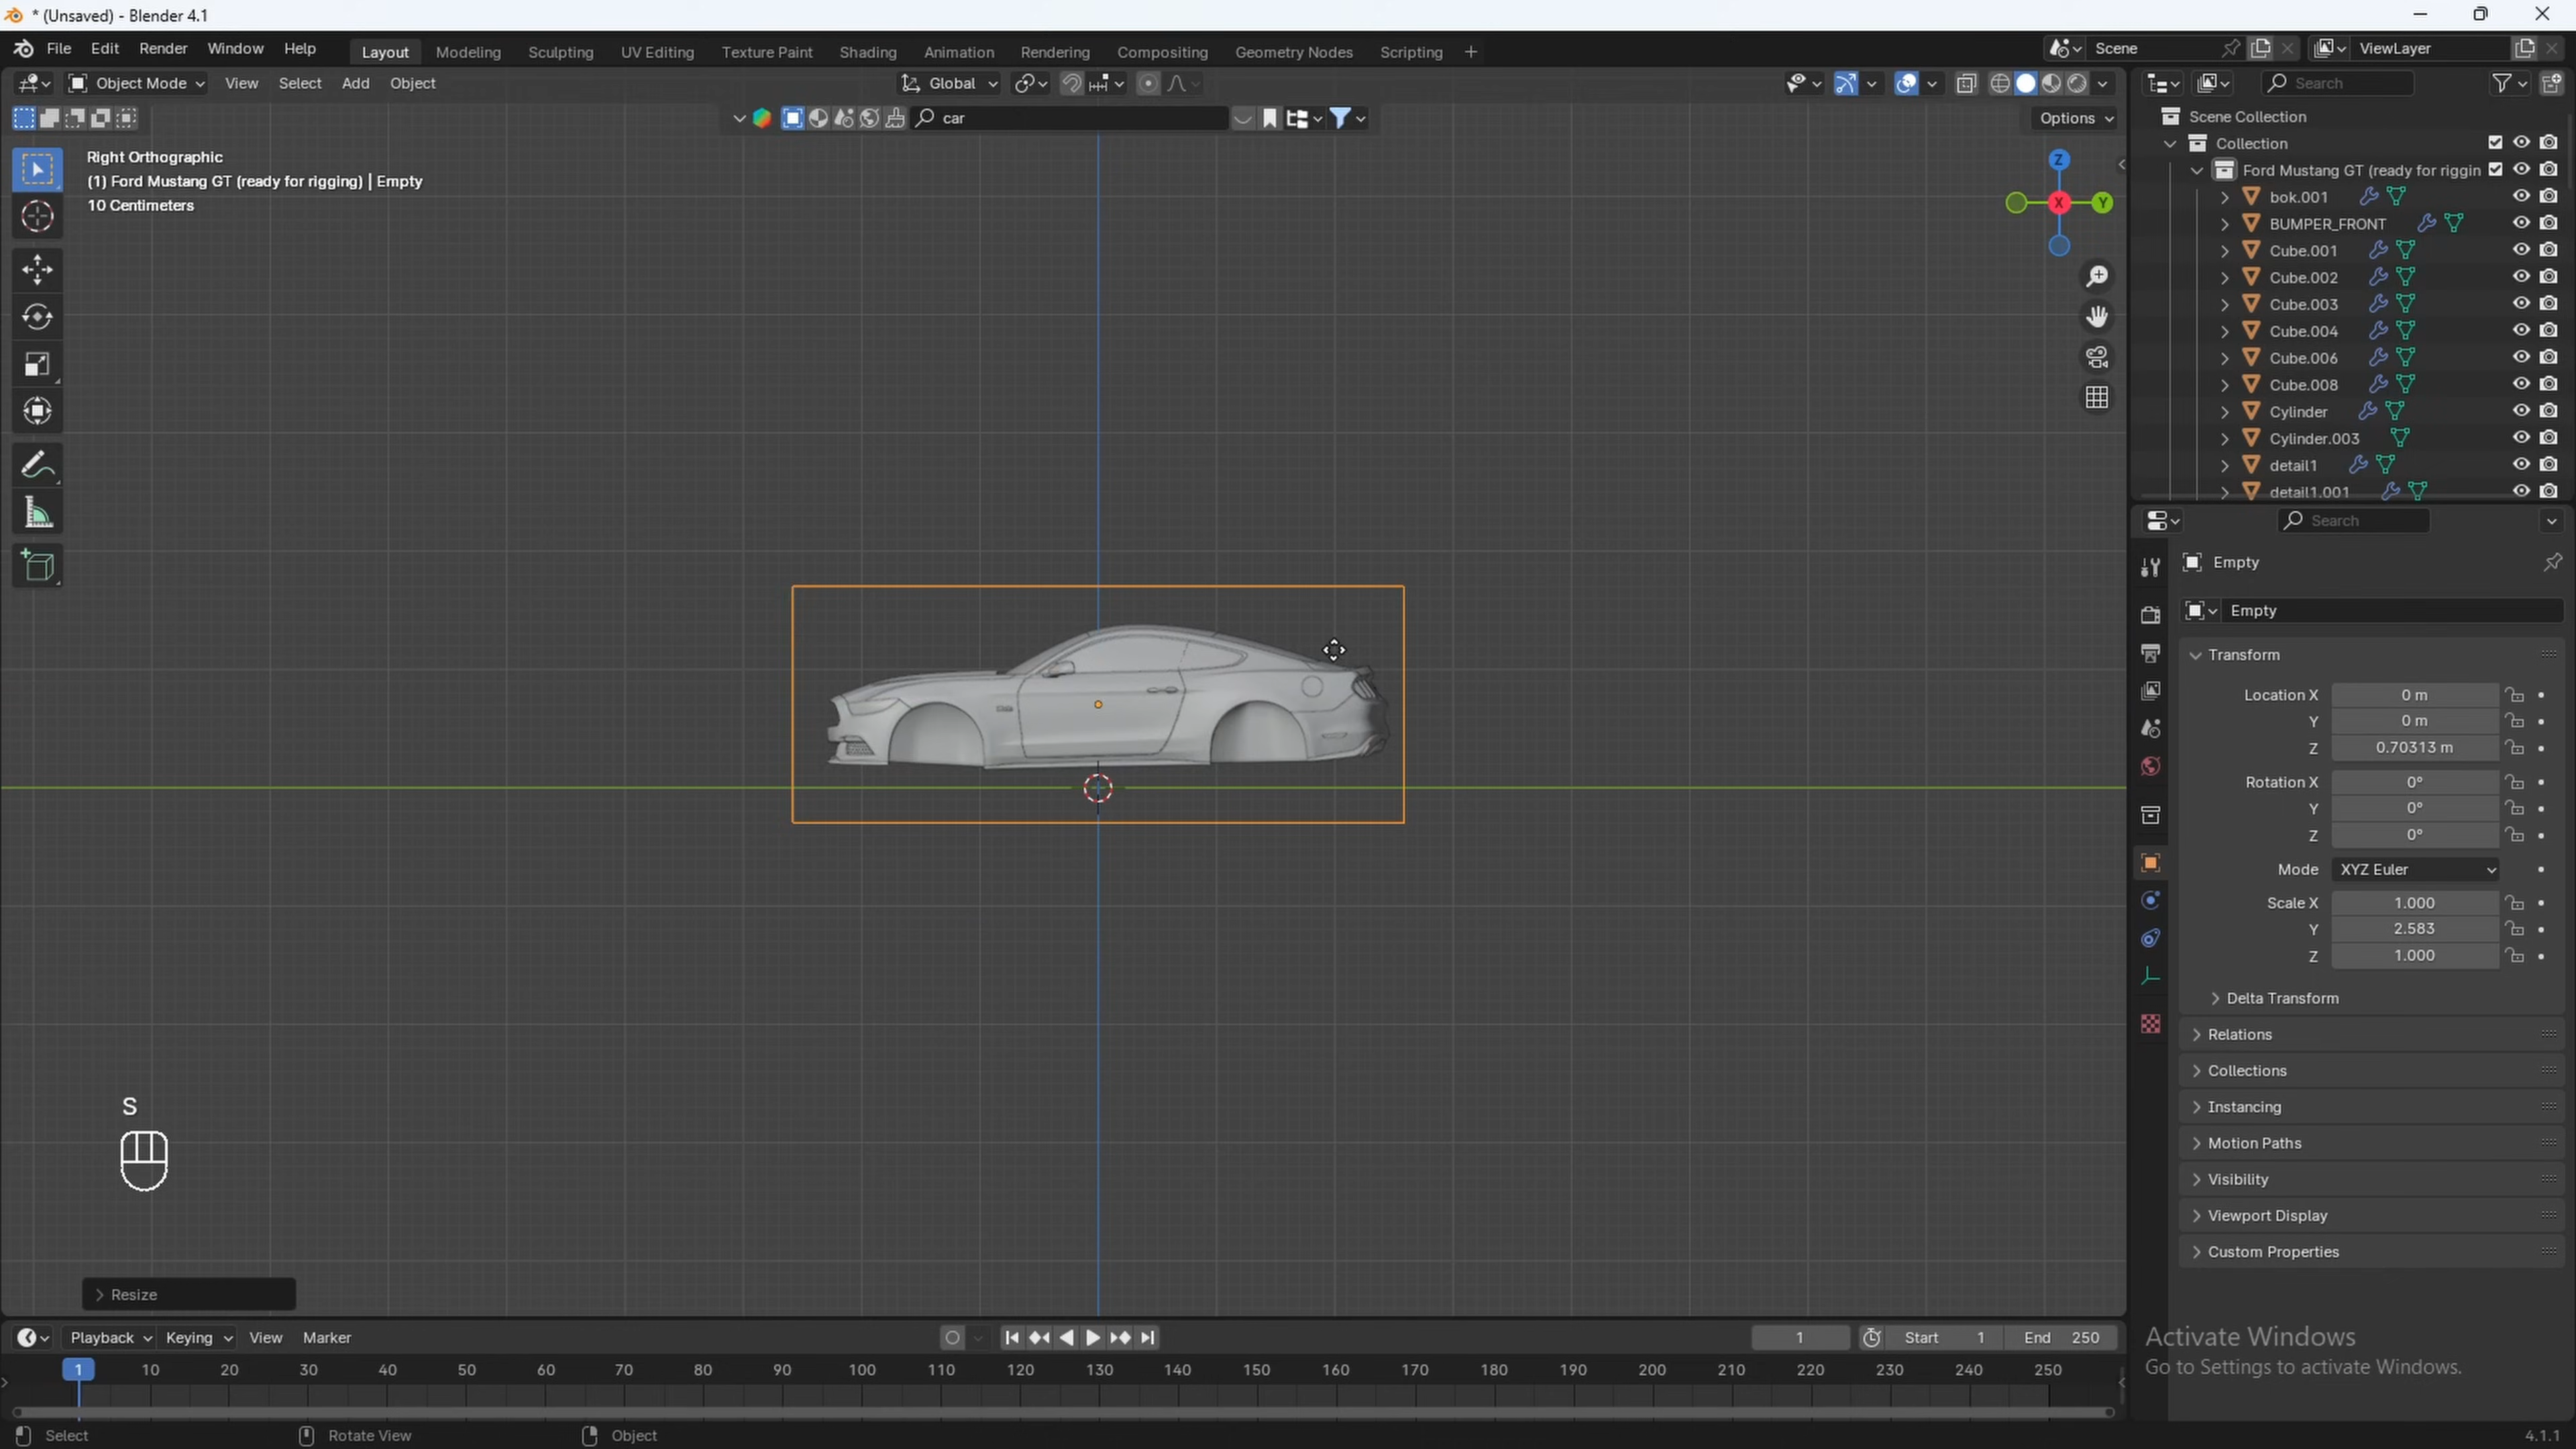 * (Unsaved) - Blender 4.1
File Edit Render Window Help
Layout Modeling Sculpting UV Editing Texture Paint Shading Animation Rendering Compositing Geometry Nodes Scripting +
Scene
ViewLayer
Object Mode View Select Add Object
Global
Search
car
Options
Right Orthographic
(1) Ford Mustang GT (ready for rigging) | Empty
10 Centimeters
Z
X
Y
Scene Collection
Collection
Ford Mustang GT (ready for riggin
bok.001
BUMPER_FRONT
Cube.001
Cube.002
Cube.003
Cube.004
Cube.006
Cube.008
Cylinder
Cylinder.003
detail1
detail1.001
Search
Empty
Empty
Transform
Location X 0 m
Y 0 m
Z 0.70313 m
Rotation X 0°
Y 0°
Z 0°
Mode XYZ Euler
Scale X 1.000
Y 2.583
Z 1.000
Delta Transform
Relations
Collections
Instancing
Motion Paths
Visibility
Viewport Display
Custom Properties
S
Resize
Playback Keying View Marker
1
Start 1 End 250
1 10 20 30 40 50 60 70 80 90 100 110 120 130 140 150 160 170 180 190 200 210 220 230 240 250
Activate Windows
Go to Settings to activate Windows.
Select Rotate View Object
4.1.1